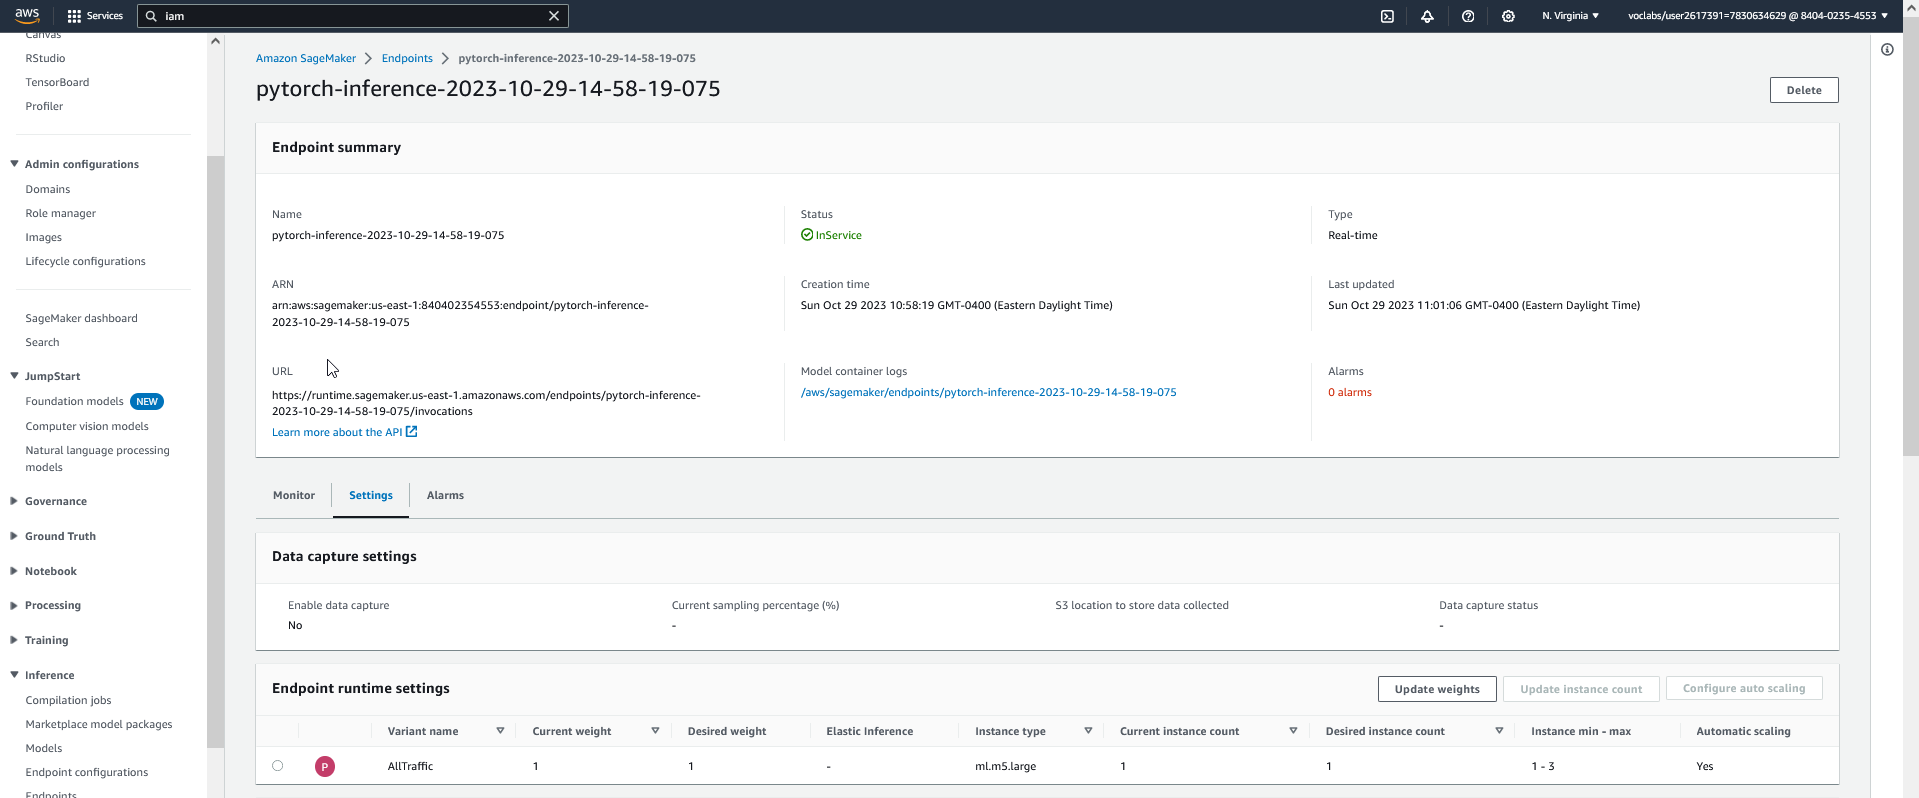 aws
Services
iam
N. Virginia
voclabs/user2617391=7830634629 @ 8404-0235-4553
Canvas
RStudio
TensorBoard
Profiler
Admin configurations
Domains
Role manager
Images
Lifecycle configurations
SageMaker dashboard
Search
JumpStart
Foundation models NEW
Computer vision models
Natural language processing
models
Governance
Ground Truth
Notebook
Processing
Training
Inference
Compilation jobs
Marketplace model packages
Models
Endpoint configurations
Endpoints
Amazon SageMaker
Endpoints
pytorch-inference-2023-10-29-14-58-19-075
pytorch-inference-2023-10-29-14-58-19-075
Delete
Endpoint summary
Name
pytorch-inference-2023-10-29-14-58-19-075
Status
InService
Type
Real-time
ARN
arn:aws:sagemaker:us-east-1:840402354553:endpoint/pytorch-inference-
2023-10-29-14-58-19-075
Creation time
Sun Oct 29 2023 10:58:19 GMT-0400 (Eastern Daylight Time)
Last updated
Sun Oct 29 2023 11:01:06 GMT-0400 (Eastern Daylight Time)
URL
https://runtime.sagemaker.us-east-1.amazonaws.com/endpoints/pytorch-inference-
2023-10-29-14-58-19-075/invocations
Learn more about the API
Model container logs
/aws/sagemaker/endpoints/pytorch-inference-2023-10-29-14-58-19-075
Alarms
0 alarms
Monitor
Settings
Alarms
Data capture settings
Enable data capture
No
Current sampling percentage (%)
-
S3 location to store data collected
Data capture status
-
Endpoint runtime settings
Update weights
Update instance count
Configure auto scaling
Variant name
Current weight
Desired weight
Elastic Inference
Instance type
Current instance count
Desired instance count
Instance min - max
Automatic scaling
P
AllTraffic
1
1
-
ml.m5.large
1
1
1 - 3
Yes